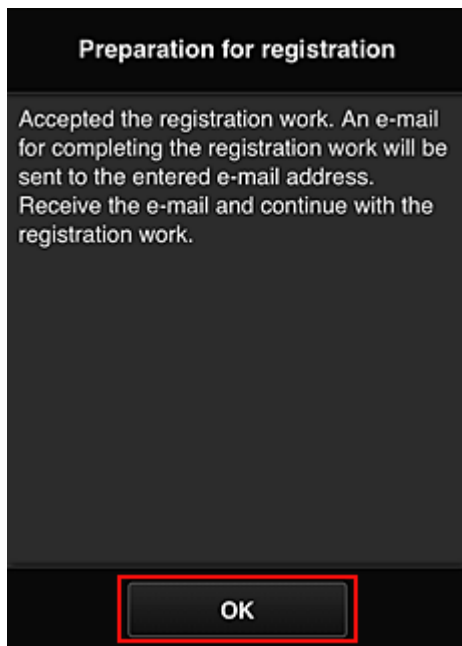 Preparation for registration
Accepted the registration work. An e-mail
for completing the registration work will be
sent to the entered e-mail address.
Receive the e-mail and continue with the
registration work.
OK